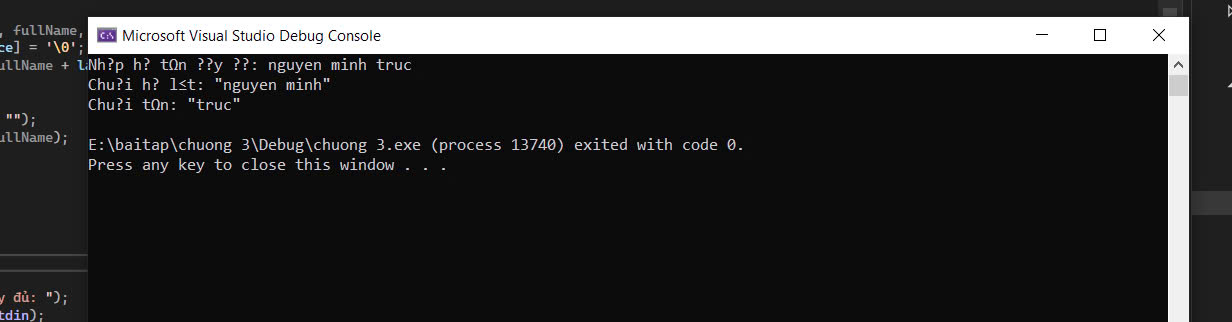 , fullName,
ce] = '\0';
ullName + la
"");
ullName);
y đủ: ");
tdin);
Microsoft Visual Studio Debug Console
Nh?p h? tΩn ??y ??: nguyen minh truc
Chu?i h? l≤t: "nguyen minh"
Chu?i tΩn: "truc"
E:\baitap\chuong 3\Debug\chuong 3.exe (process 13740) exited with code 0.
Press any key to close this window . . .